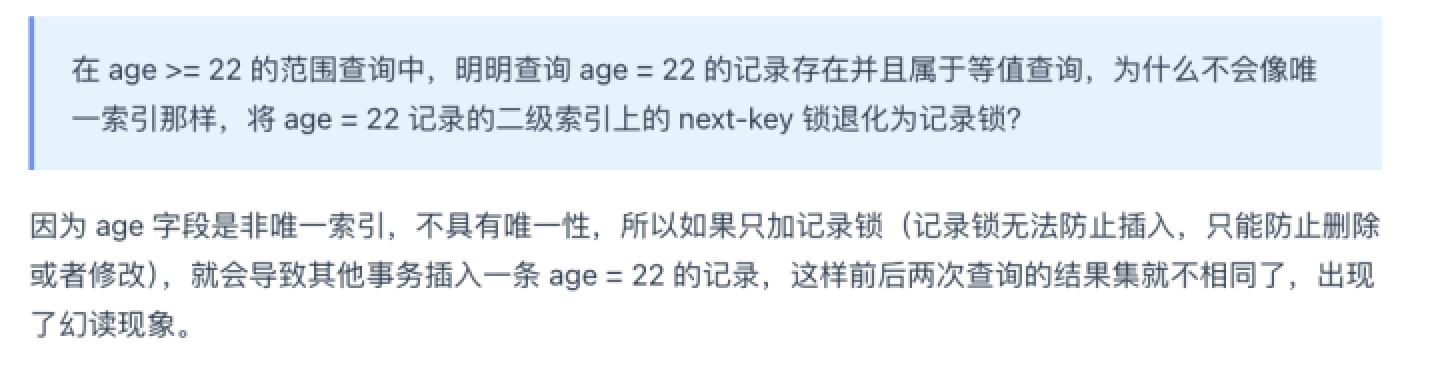 在 age >= 22 的范围查询中，明明查询 age = 22 的记录存在并且属于等值查询，为什么不会像唯
一索引那样，将 age = 22 记录的二级索引上的 next-key 锁退化为记录锁？
因为 age 字段是非唯一索引，不具有唯一性，所以如果只加记录锁（记录锁无法防止插入，只能防止删除
或者修改），就会导致其他事务插入一条 age = 22 的记录，这样前后两次查询的结果集就不相同了，出现
了幻读现象。